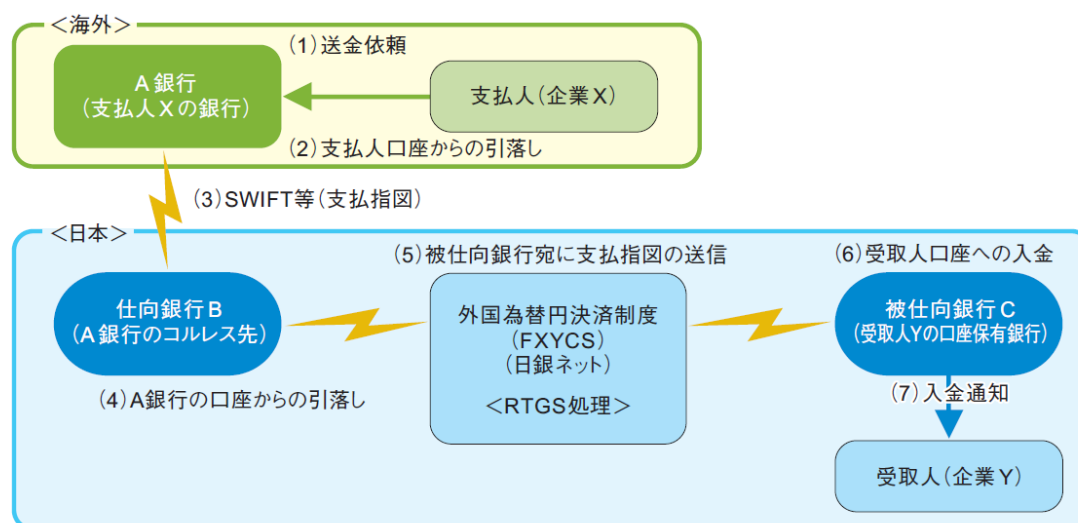 ＜海外＞
(1)送金依頼
A銀行
(支払人Xの銀行)
支払人(企業X)
(2)支払人口座からの引落し
(3)SWIFT等(支払指図)
＜日本＞
(5)被仕向銀行宛に支払指図の送信
(6)受取人口座への入金
仕向銀行B
(A銀行のコルレス先)
外国為替円決済制度
(FXYCS)
(日銀ネット)
＜RTGS処理＞
被仕向銀行C
(受取人Yの口座保有銀行)
(4)A銀行の口座からの引落し
(7)入金通知
受取人(企業Y)